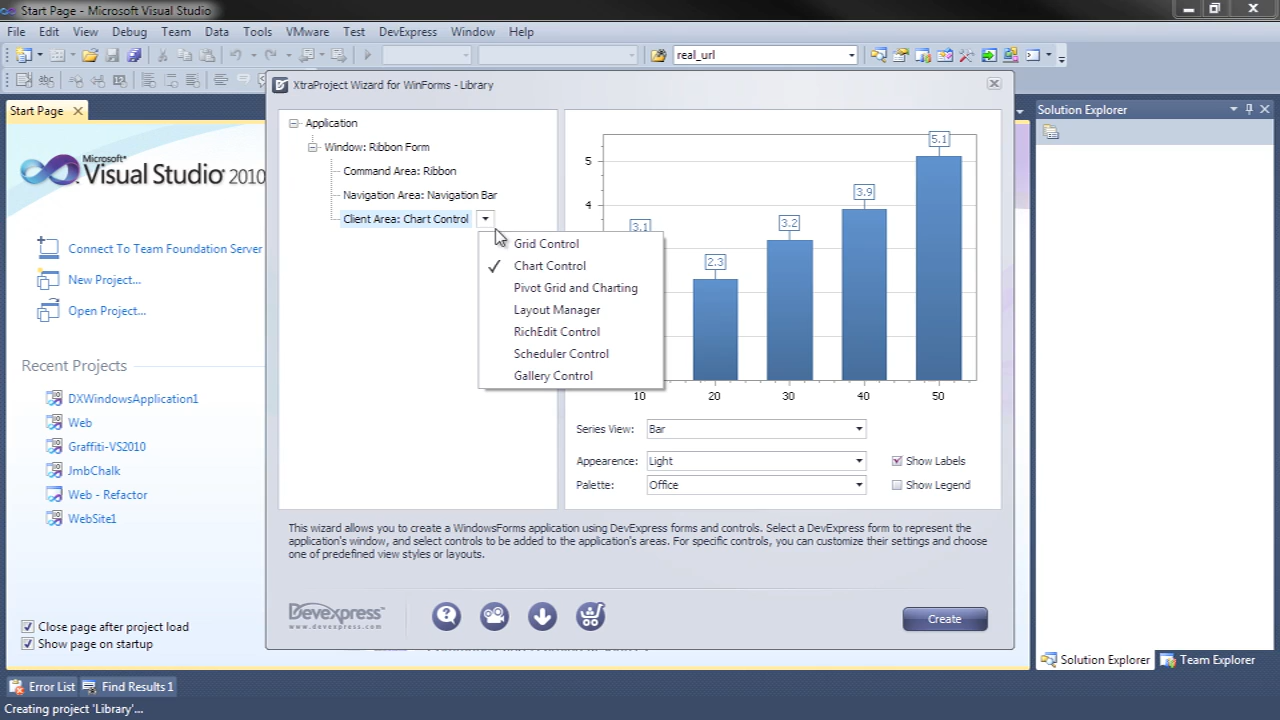 Start Page - Microsoft Visual Studio
File Edit View Debug Team Data Tools VMware Test DevExpress Window Help
real_url
abc
Start Page
XtraProject Wizard for WinForms - Library
Solution Explorer
Microsoft®
Visual Studio 2010
Connect To Team Foundation Server
New Project...
Open Project...
Recent Projects
DXWindowsApplication1
Web
Graffiti-VS2010
JmbChalk
Web - Refactor
WebSite1
Close page after project load
Show page on startup
Application
Window: Ribbon Form
Command Area: Ribbon
Navigation Area: Navigation Bar
Client Area: Chart Control
Grid Control
Chart Control
Pivot Grid and Charting
Layout Manager
RichEdit Control
Scheduler Control
Gallery Control
5
4
3.1
2.3
3.2
3.9
5.1
10 20 30 40 50
Series View: Bar
Appearence: Light
Show Labels
Palette: Office
Show Legend
This wizard allows you to create a WindowsForms application using DevExpress forms and controls. Select a DevExpress form to represent the
application's window, and select controls to be added to the application's areas. For specific controls, you can customize their settings and choose
one of predefined view styles or layouts.
DevExpress™
www.devexpress.com
Create
Solution Explorer Team Explorer
Error List Find Results 1
Creating project 'Library'...